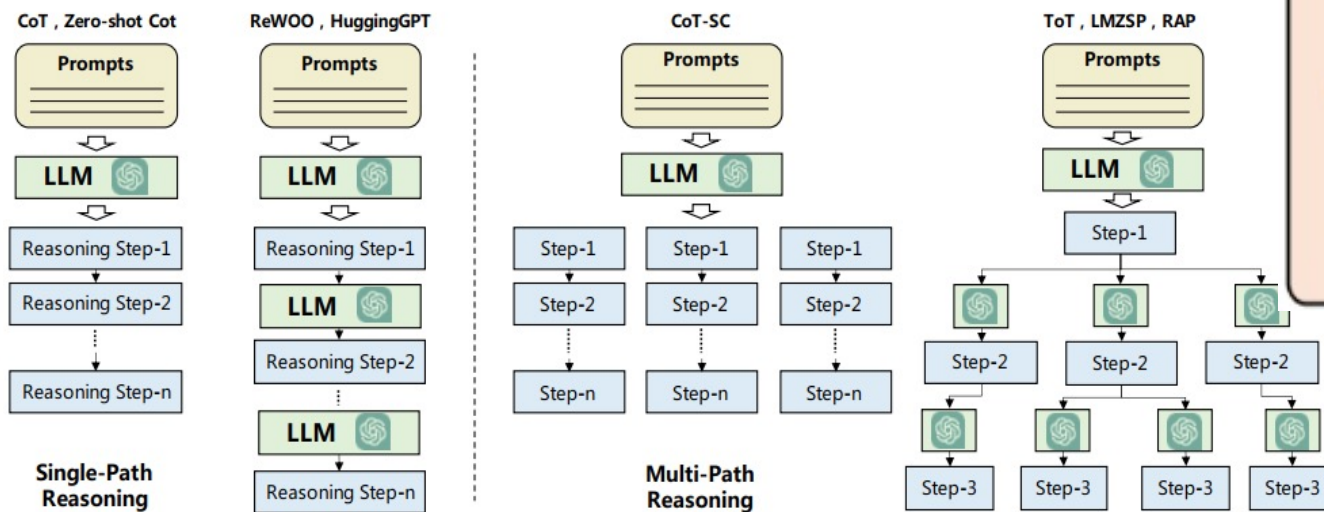 CoT , Zero-shot Cot
Prompts
LLM
Reasoning Step-1
Reasoning Step-2
Reasoning Step-n
Single-Path
Reasoning
ReWOO , HuggingGPT
Prompts
LLM
Reasoning Step-1
LLM
Reasoning Step-2
LLM
Reasoning Step-n
CoT-SC
Prompts
LLM
Step-1
Step-1
Step-1
Step-2
Step-2
Step-2
Step-n
Step-n
Step-n
Multi-Path
Reasoning
ToT , LMZSP , RAP
Prompts
LLM
Step-1
Step-2
Step-2
Step-2
Step-3
Step-3
Step-3
Step-3